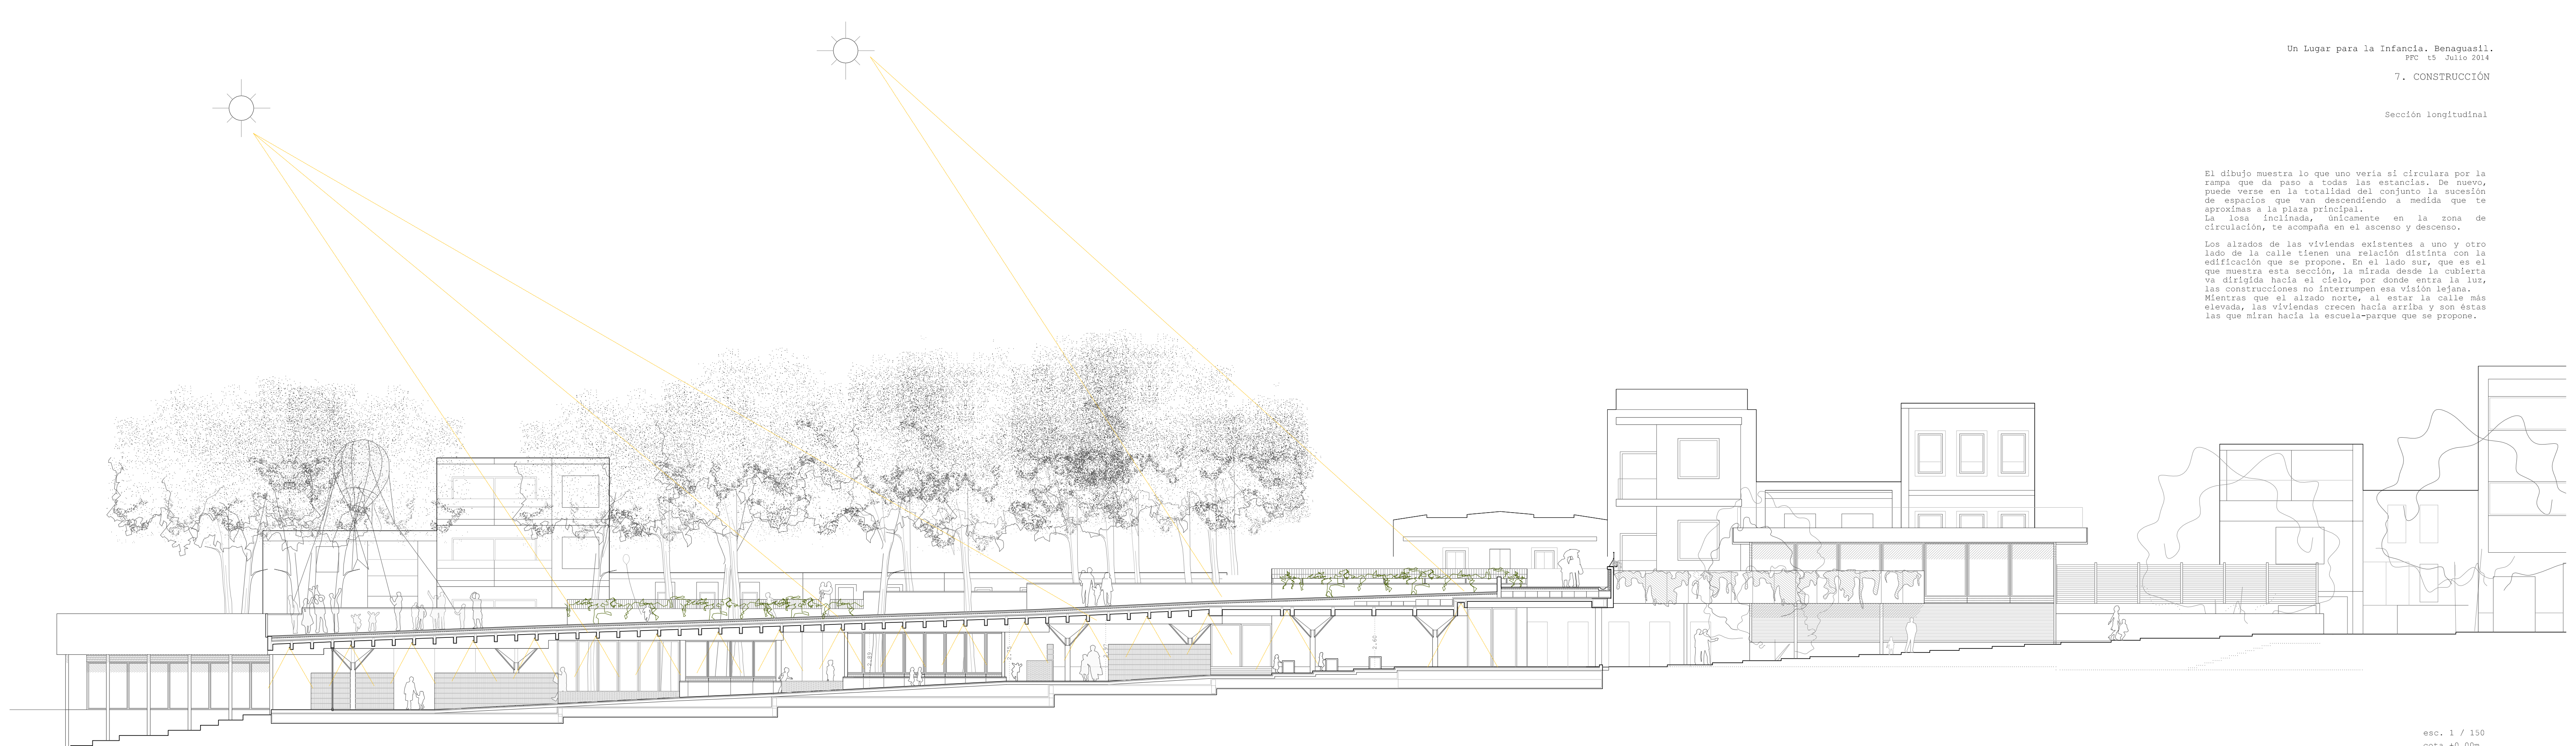 Un Lugar para la Infancia. Benaguasil.
PFC t5 Julio 2014
7. CONSTRUCCIÓN
Sección longitudinal
El dibujo muestra lo que uno vería si circulara por la
rampa que da paso a todas las estancias. De nuevo,
puede verse en la totalidad del conjunto la sucesión
de espacios que van descendiendo a medida que te
aproximas a la plaza principal.
La losa inclinada, únicamente en la zona de
circulación, te acompaña en el ascenso y descenso.
Los alzados de las viviendas existentes a uno y otro
lado de la calle tienen una relación distinta con la
edificación que se propone. En el lado sur, que es el
que muestra esta sección, la mirada desde la cubierta
va dirigida hacia el cielo, por donde entra la luz,
las construcciones no interrumpen esa visión lejana.
Mientras que el alzado norte, al estar la calle más
elevada, las viviendas crecen hacia arriba y son éstas
las que miran hacia la escuela-parque que se propone.
2.60
esc. 1 / 150
cota +0.00m